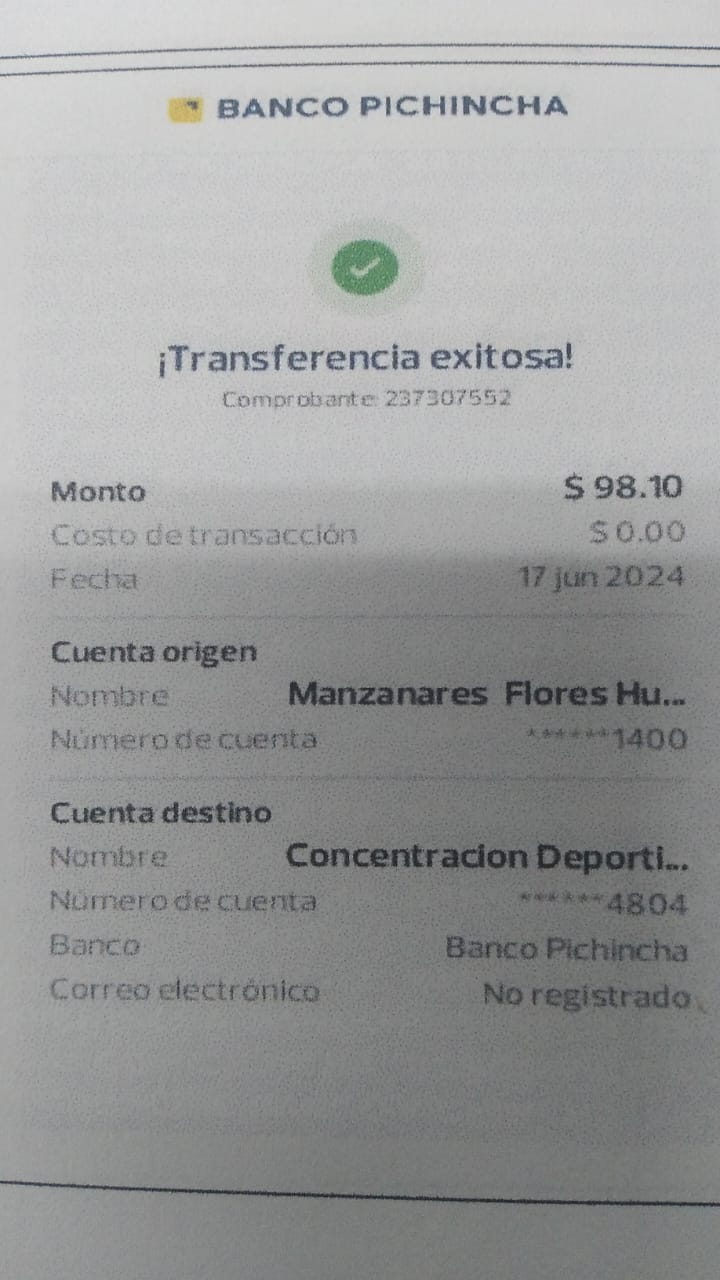 BANCO PICHINCHA
¡Transferencia exitosa!
Comprobante: 237307552
Monto $ 98.10
Costo de transacción $ 0.00
Fecha 17 jun 2024
Cuenta origen
Nombre Manzanares Flores Hu...
Número de cuenta ******1400
Cuenta destino
Nombre Concentracion Deporti...
Número de cuenta ******4804
Banco Banco Pichincha
Correo electrónico No registrado